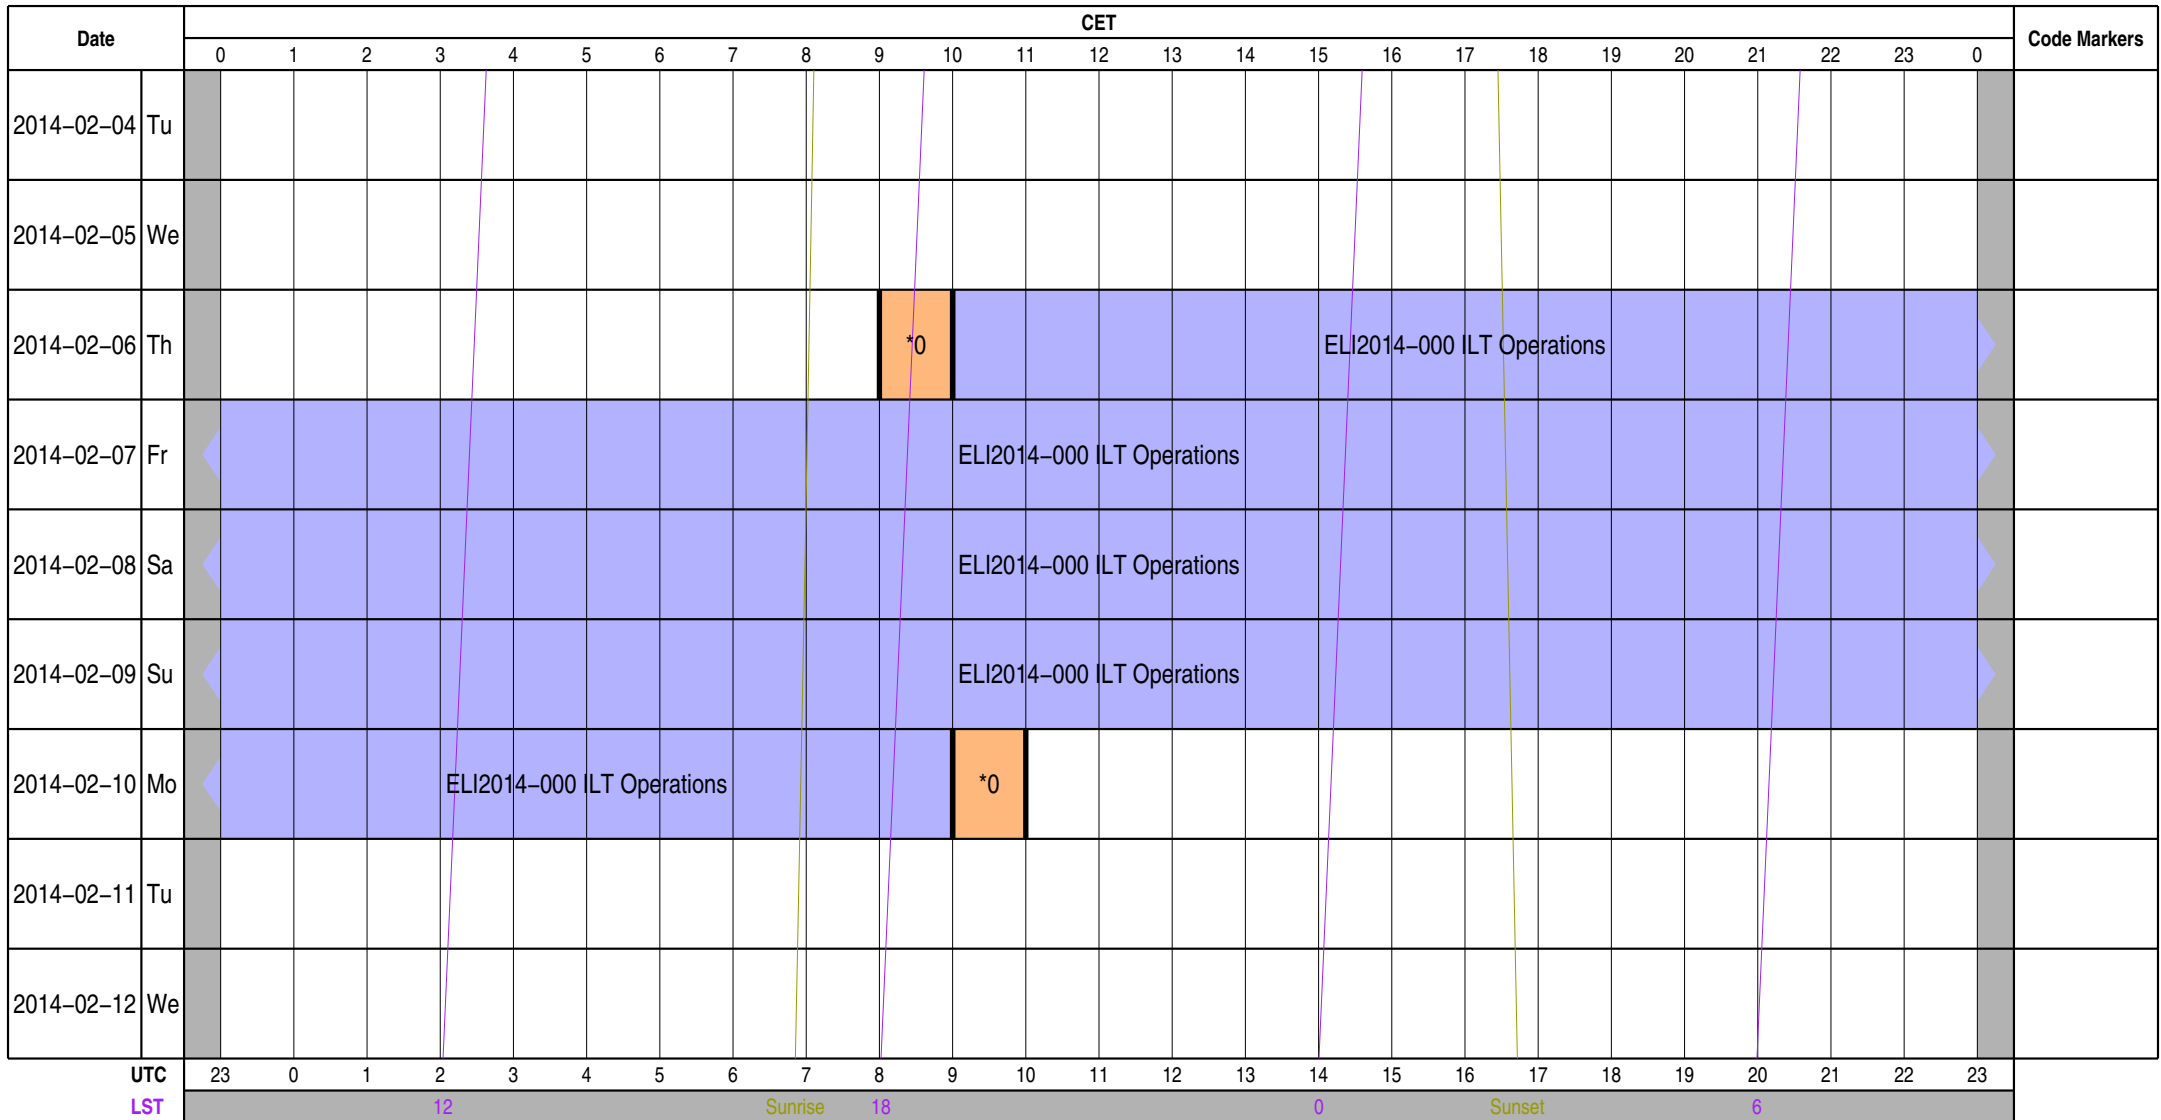 Date CET Code Markers
0 1 2 3 4 5 6 7 8 9 10 11 12 13 14 15 16 17 18 19 20 21 22 23 0
2014−02−04 Tu
2014−02−05 We
2014−02−06 Th *0 ELI2014−000 ILT Operations
2014−02−07 Fr ELI2014−000 ILT Operations
2014−02−08 Sa ELI2014−000 ILT Operations
2014−02−09 Su ELI2014−000 ILT Operations
2014−02−10 Mo ELI2014−000 ILT Operations *0
2014−02−11 Tu
2014−02−12 We
UTC 23 0 1 2 3 4 5 6 7 8 9 10 11 12 13 14 15 16 17 18 19 20 21 22 23
LST 12 Sunrise 18 0 Sunset 6